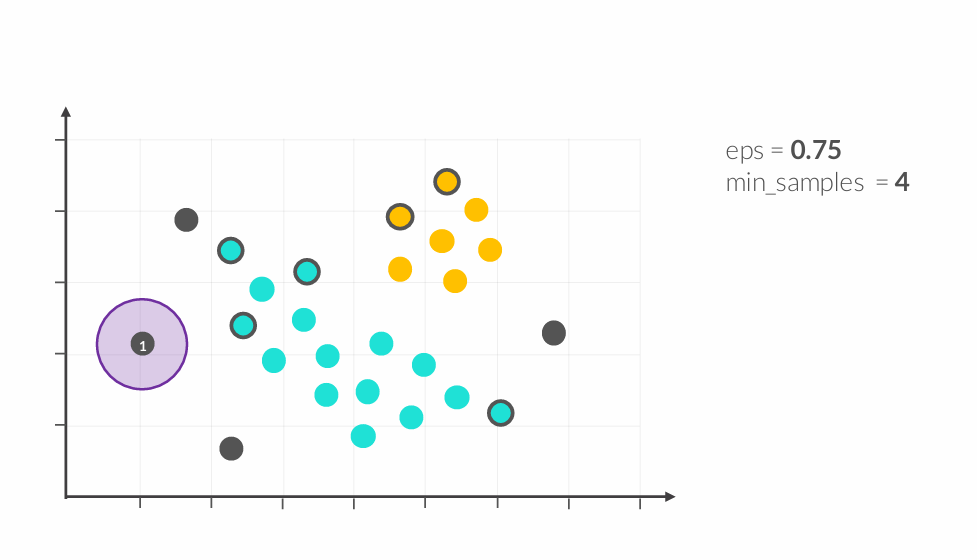 eps = 0.75
min_samples = 4
1